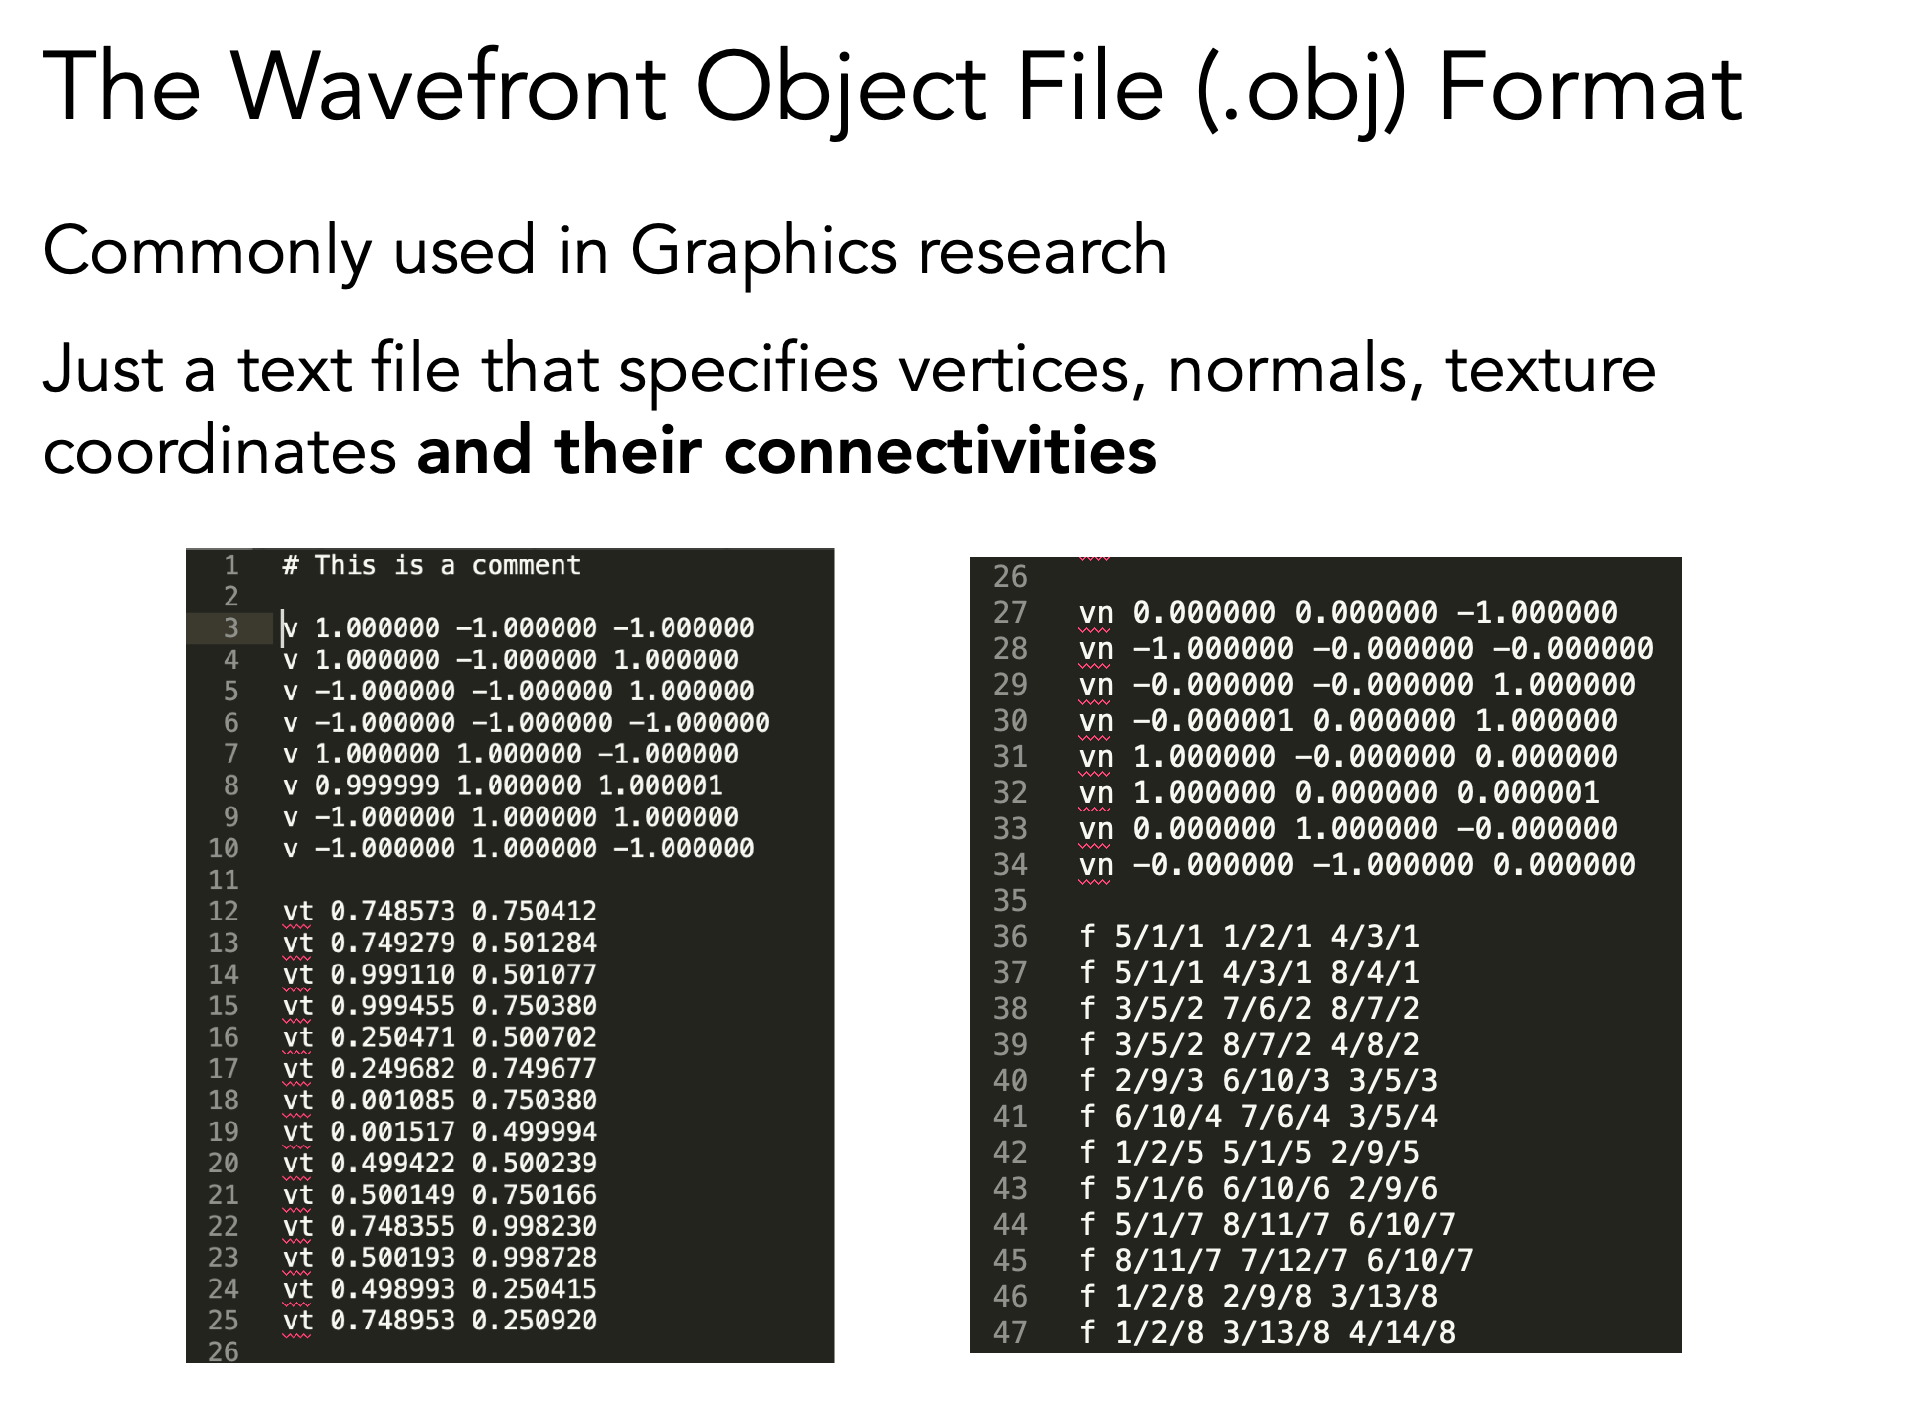 The Wavefront Object File (.obj) Format
Commonly used in Graphics research
Just a text file that specifies vertices, normals, texture
coordinates and their connectivities
1 # This is a comment
2
3 v 1.000000 -1.000000 -1.000000
4 v 1.000000 -1.000000 1.000000
5 v -1.000000 -1.000000 1.000000
6 v -1.000000 -1.000000 -1.000000
7 v 1.000000 1.000000 -1.000000
8 v 0.999999 1.000000 1.000001
9 v -1.000000 1.000000 1.000000
10 v -1.000000 1.000000 -1.000000
11
12 vt 0.748573 0.750412
13 vt 0.749279 0.501284
14 vt 0.999110 0.501077
15 vt 0.999455 0.750380
16 vt 0.250471 0.500702
17 vt 0.249682 0.749677
18 vt 0.001085 0.750380
19 vt 0.001517 0.499994
20 vt 0.499422 0.500239
21 vt 0.500149 0.750166
22 vt 0.748355 0.998230
23 vt 0.500193 0.998728
24 vt 0.498993 0.250415
25 vt 0.748953 0.250920
26
26
27 vn 0.000000 0.000000 -1.000000
28 vn -1.000000 -0.000000 -0.000000
29 vn -0.000000 -0.000000 1.000000
30 vn -0.000001 0.000000 1.000000
31 vn 1.000000 -0.000000 0.000000
32 vn 1.000000 0.000000 0.000001
33 vn 0.000000 1.000000 -0.000000
34 vn -0.000000 -1.000000 0.000000
35
36 f 5/1/1 1/2/1 4/3/1
37 f 5/1/1 4/3/1 8/4/1
38 f 3/5/2 7/6/2 8/7/2
39 f 3/5/2 8/7/2 4/8/2
40 f 2/9/3 6/10/3 3/5/3
41 f 6/10/4 7/6/4 3/5/4
42 f 1/2/5 5/1/5 2/9/5
43 f 5/1/6 6/10/6 2/9/6
44 f 5/1/7 8/11/7 6/10/7
45 f 8/11/7 7/12/7 6/10/7
46 f 1/2/8 2/9/8 3/13/8
47 f 1/2/8 3/13/8 4/14/8